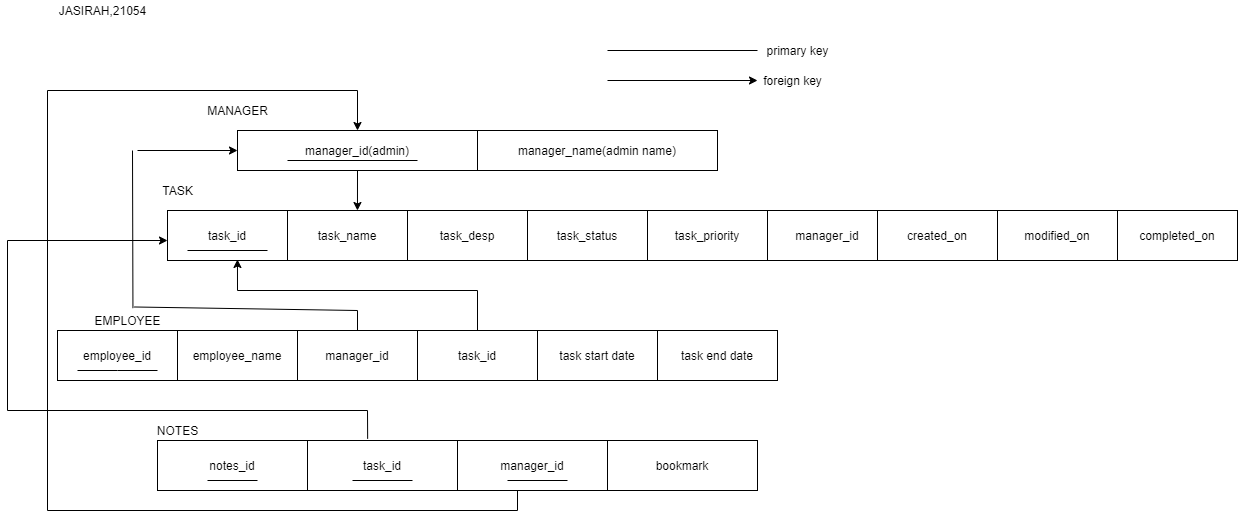 JASIRAH,21054
primary key
foreign key
MANAGER
manager_id(admin) manager_name(admin name)
TASK
task_id task_name task_desp task_status task_priority manager_id created_on modified_on completed_on
EMPLOYEE
employee_id employee_name manager_id task_id task start date task end date
NOTES
notes_id task_id manager_id bookmark